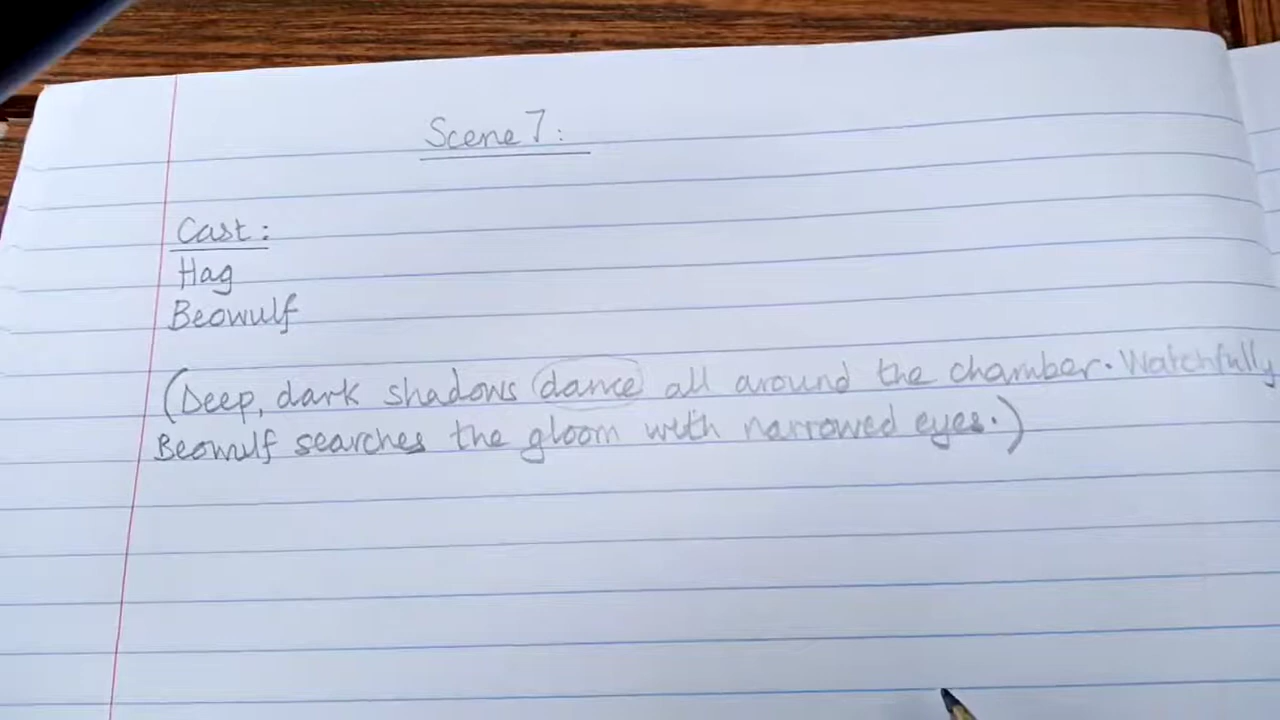 Scene 7:
Cast:
Hag
Beowulf
(Deep, dark shadows dance all around the chamber. Watchfully
Beowulf searches the gloom with narrowed eyes.)